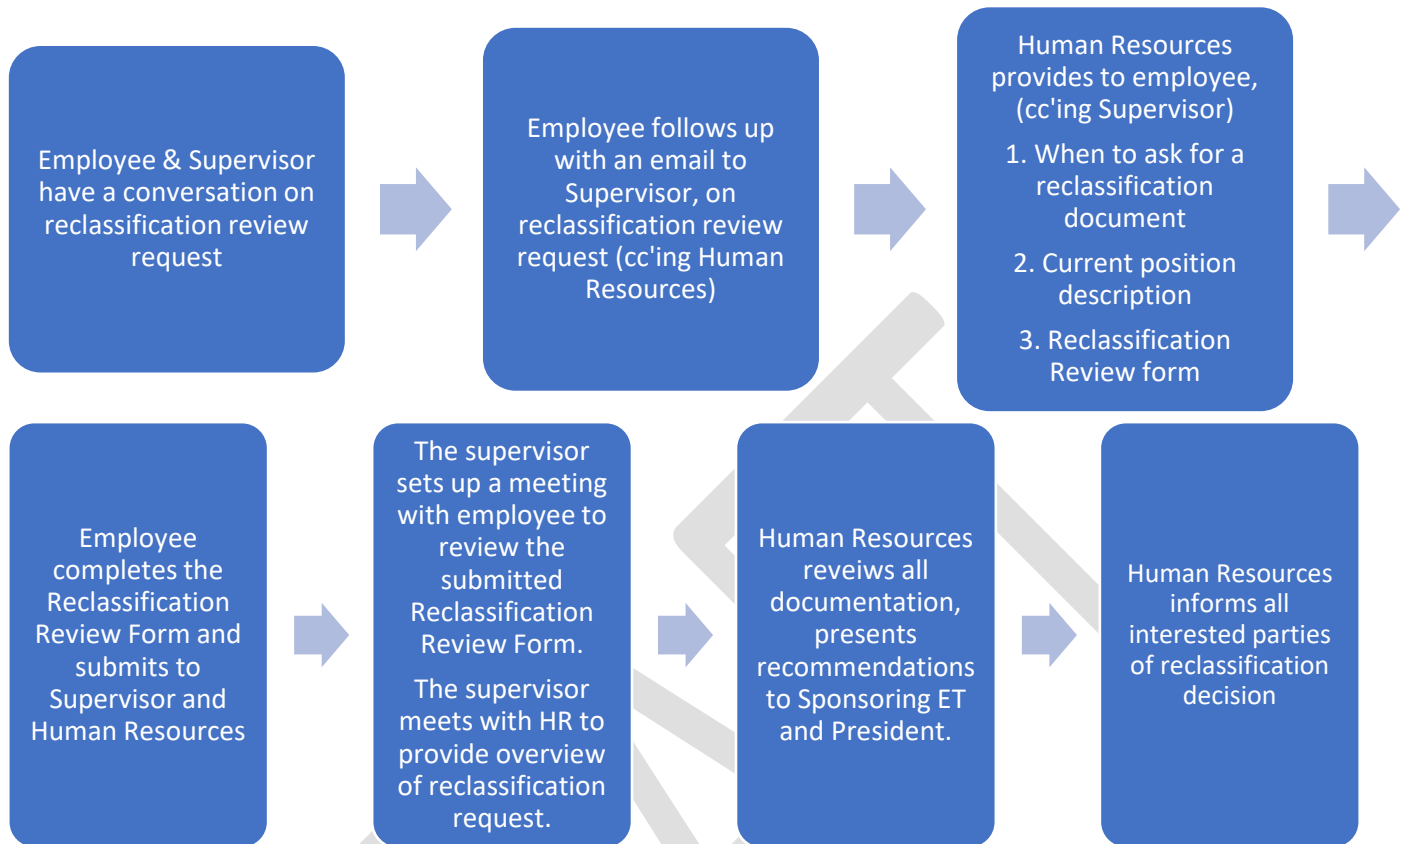 Employee & Supervisor
have a conversation on
reclassification review
request
Employee follows up
with an email to
Supervisor, on
reclassification review
request (cc'ing Human
Resources)
Human Resources
provides to employee,
(cc'ing Supervisor)
1. When to ask for a
reclassification
document
2. Current position
description
3. Reclassification
Review form
Employee
completes the
Reclassification
Review Form and
submits to
Supervisor and
Human Resources
The supervisor
sets up a meeting
with employee to
review the
submitted
Reclassification
Review Form.
The supervisor
meets with HR to
provide overview
of reclassification
request.
Human Resources
reveiws all
documentation,
presents
recommendations
to Sponsoring ET
and President.
Human Resources
informs all
interested parties
of reclassification
decision